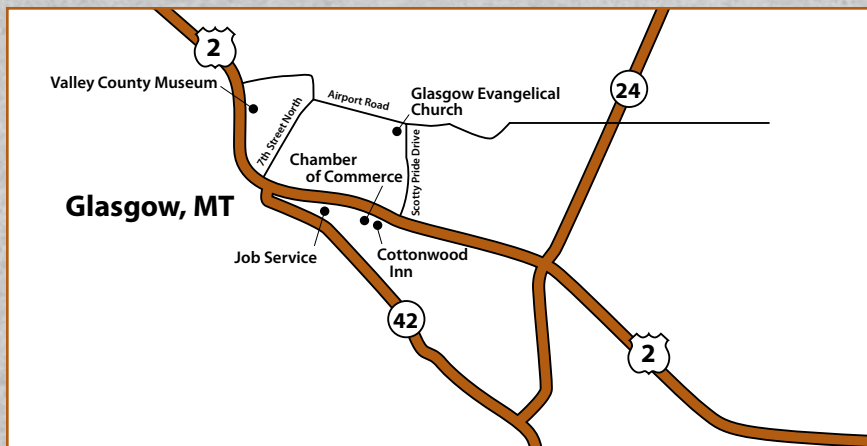 2
Valley County Museum
24
Airport Road
Glasgow Evangelical
Church
7th Street North
Scotty Pride Drive
Chamber
of Commerce
Glasgow, MT
Job Service
Cottonwood
Inn
42
2